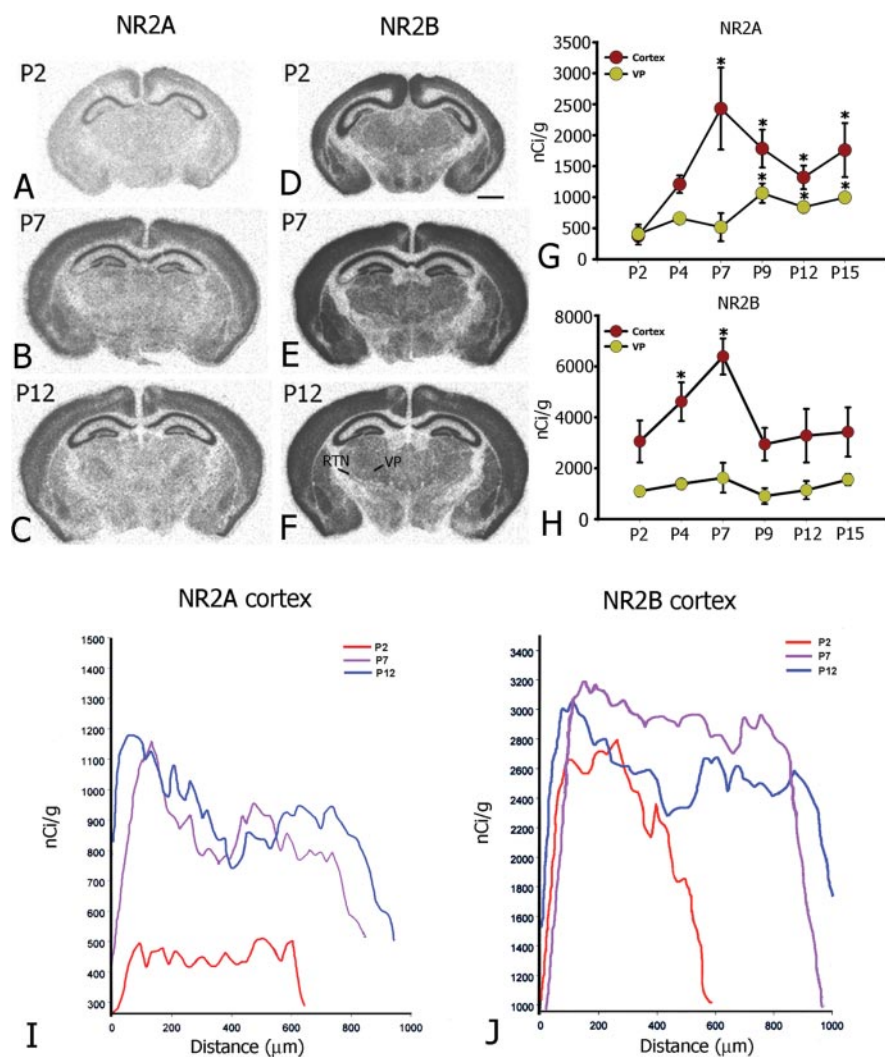 NR2A
NR2B
P2
A
P7
B
P12
C
P2
D
P7
E
P12
RTN
VP
F
NR2A
Cortex
VP
nCi/g
3500
3000
2500
2000
1500
1000
500
0
* * * * * * *
P2 P4 P7 P9 P12 P15
G
NR2B
Cortex
VP
nCi/g
8000
6000
4000
2000
0
* *
P2 P4 P7 P9 P12 P15
H
NR2A cortex
P2
P7
P12
nCi/g
1500
1400
1300
1200
1100
1000
900
800
700
600
500
400
300
0 200 400 600 800 1000
Distance (μm)
I
NR2B cortex
P2
P7
P12
nCi/g
3400
3200
3000
2800
2600
2400
2200
2000
1800
1600
1400
1200
1000
0 200 400 600 800 1000
Distance (μm)
J